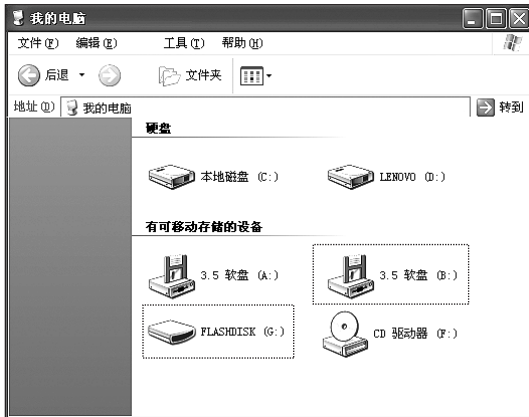 我的电脑
文件(F) 编辑(E) 工具(T) 帮助(H)
后退 文件夹
地址(D) 我的电脑 转到
硬盘
本地磁盘 (C:) LENOVO (D:)
有可移动存储的设备
3.5 软盘 (A:) 3.5 软盘 (B:)
FLASHDISK (G:) CD 驱动器 (F:)